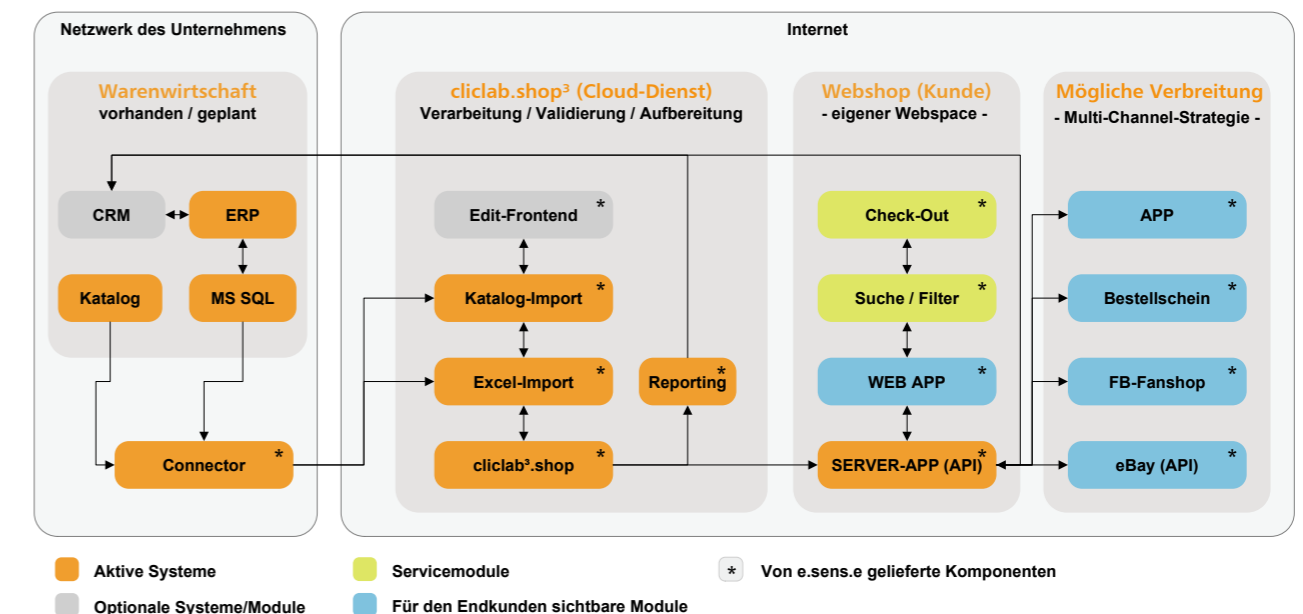 Netzwerk des Unternehmens
Internet
Warenwirtschaft
vorhanden / geplant
cliclab.shop³ (Cloud-Dienst)
Verarbeitung / Validierung / Aufbereitung
Webshop (Kunde)
- eigener Webspace -
Mögliche Verbreitung
- Multi-Channel-Strategie -
CRM
ERP
Edit-Frontend *
Check-Out *
APP *
Katalog
MS SQL
Katalog-Import *
Suche / Filter *
Bestellschein *
Excel-Import *
Reporting *
WEB APP *
FB-Fanshop *
Connector *
cliclab³.shop *
SERVER-APP (API) *
eBay (API) *
Aktive Systeme
Servicemodule
* Von e.sens.e gelieferte Komponenten
Optionale Systeme/Module
Für den Endkunden sichtbare Module